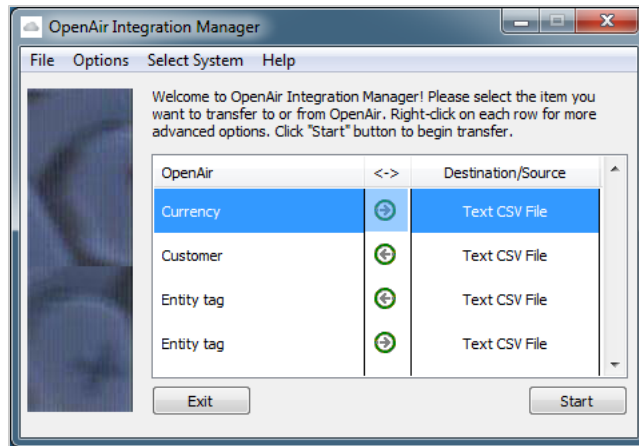 OpenAir Integration Manager
File Options Select System Help
Welcome to OpenAir Integration Manager! Please select the item you
want to transfer to or from OpenAir. Right-click on each row for more
advanced options. Click "Start" button to begin transfer.
OpenAir <-> Destination/Source
Currency Text CSV File
Customer Text CSV File
Entity tag Text CSV File
Entity tag Text CSV File
Exit Start